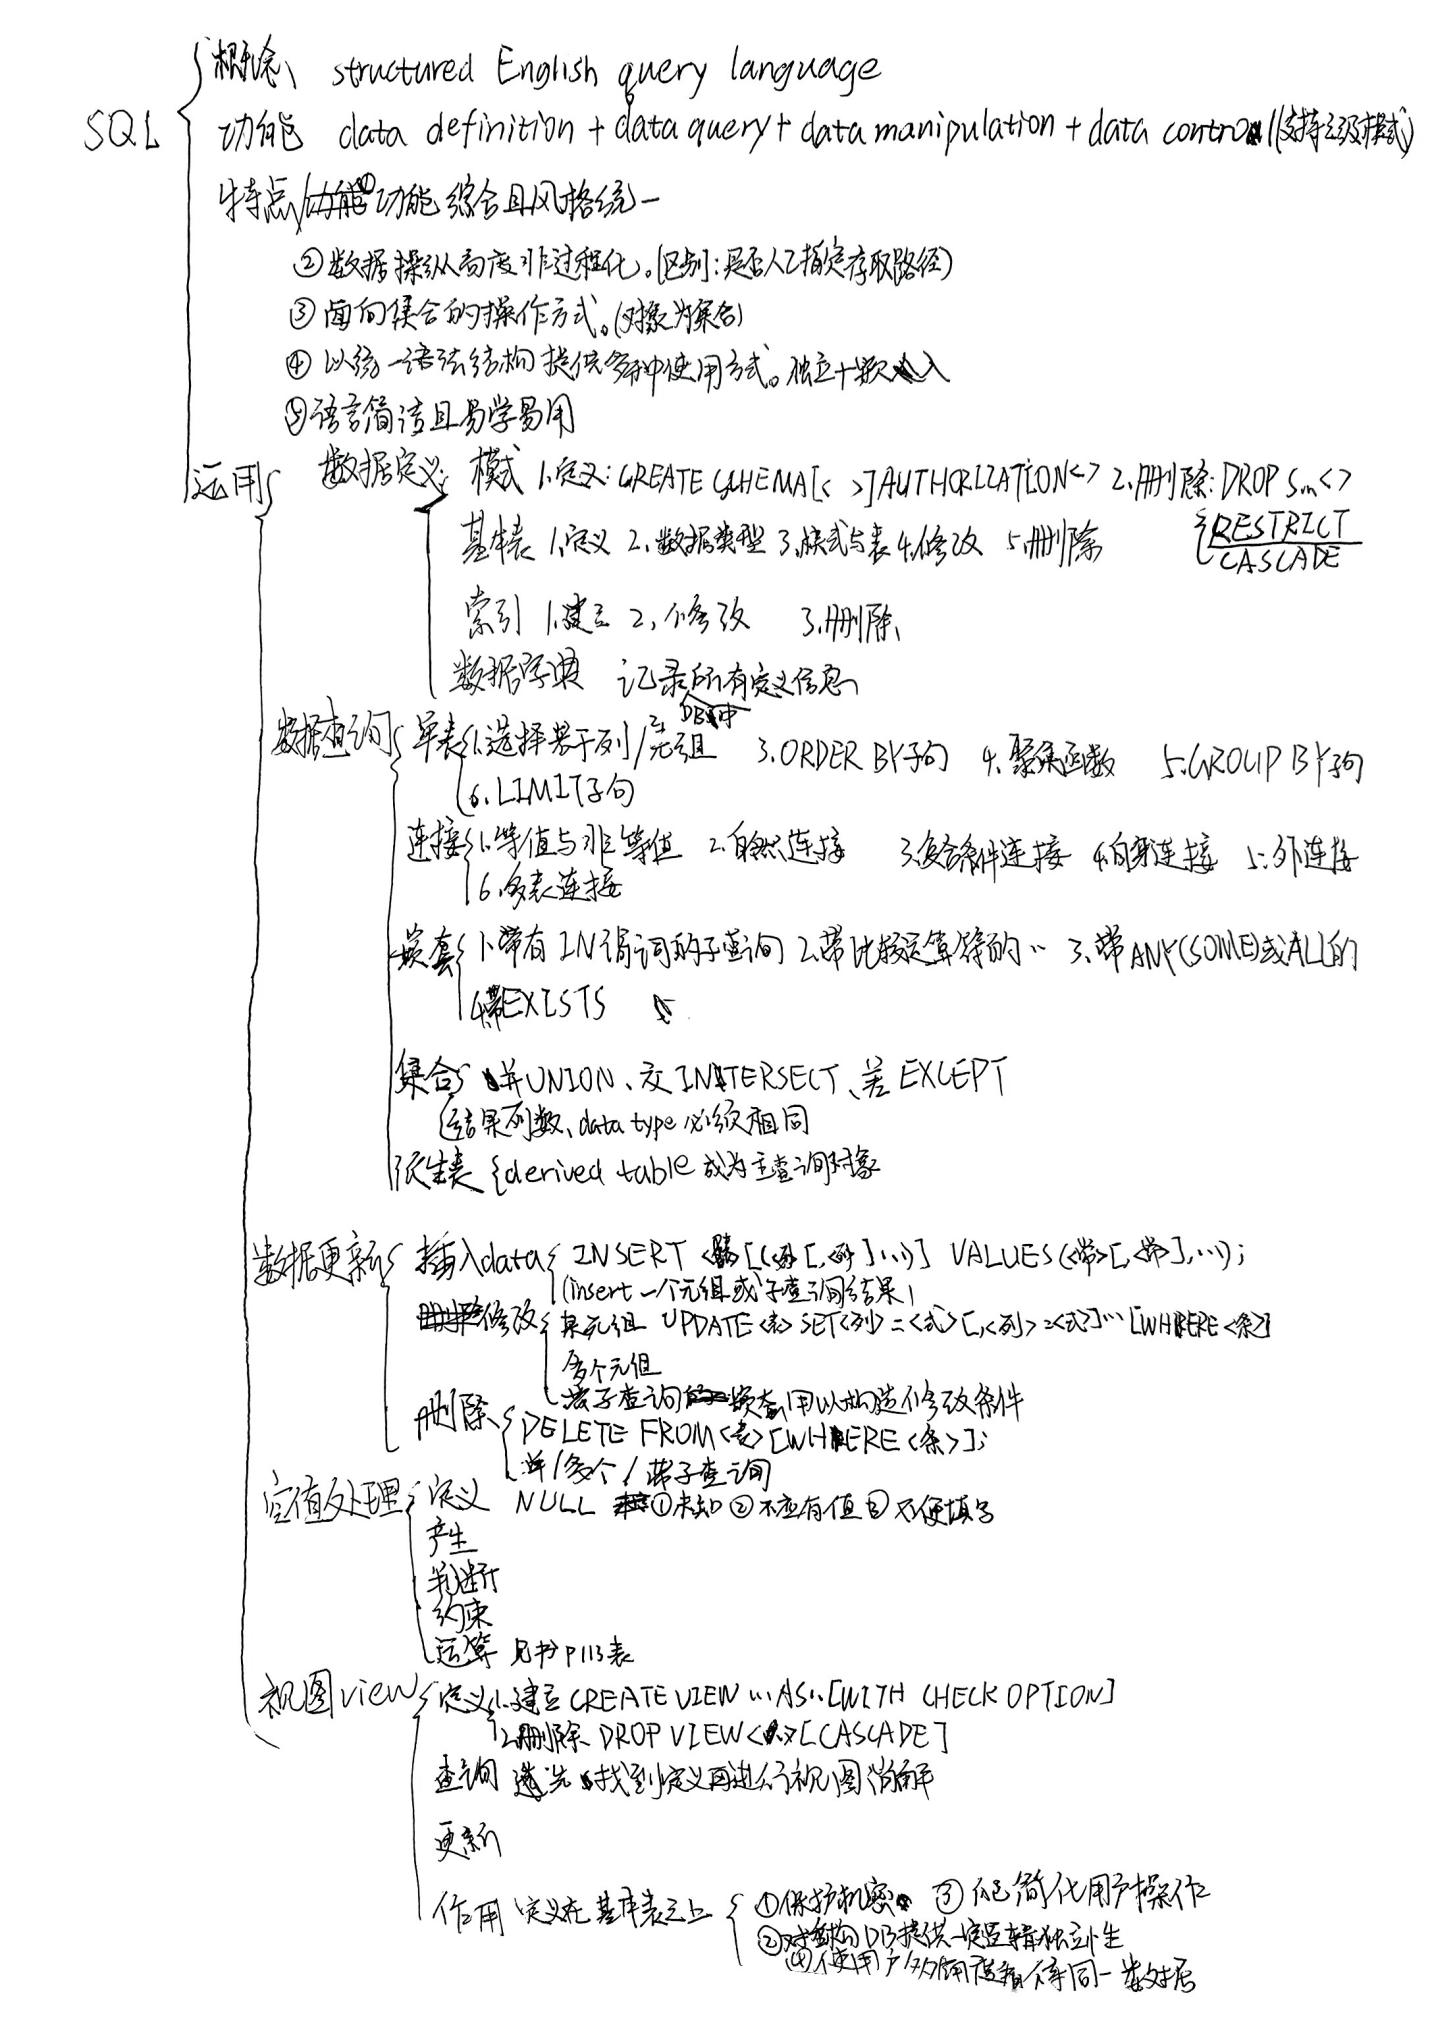 概念 structured English query language
SQL
功能 data definition + data query + data manipulation + data control (支持三级模式)
特点 ①功能综合且风格统一
②数据操纵高度非过程化。(区别:是否人工指定存取路径)
③面向集合的操作方式。(对象为集合)
④以统一语法结构提供多种使用方式。独立+嵌入
⑤语言简洁且易学易用
运用 数据定义: 模式 1.定义: CREATE SCHEMA[< >]AUTHORIZATION<> 2.删除: DROP Sm<>
RESTRICT
CASCADE
基本表 1.定义 2.数据类型 3.模式与表 4.修改 5.删除
索引 1.建立 2.修改 3.删除
数据字典 记录所有定义信息
DBS中
数据查询 单表 1.选择若干列/2.元组 3.ORDER BY子句 4.聚集函数 5.GROUP BY子句
6.LIMIT子句
连接 1.等值与非等值 2.自然连接 3.复合条件连接 4.自身连接 5.外连接
6.多表连接
嵌套 1.带有IN谓词的子查询 2.带比较运算符的… 3.带ANY(SOME)或ALL的
4.带EXISTS
集合 并UNION、交INTERSECT、差EXCEPT
结果列数、data type 必须相同
派生表 derived table 成为主查询对象
数据更新 插入data INSERT <表>[(<列>[,<列>]…)] VALUES(<常>[,<常>],…);
(insert 一个元组或子查询结果)
修改 某元组 UPDATE<表> SET<列>=<式>[,<列>=<式>]… [WHERE<条>]
多个元组
带子查询 嵌套 用以构造修改条件
删除 DELETE FROM<表>[WHERE<条>];
单/多个/带子查询
空值处理 定义 NULL ①未知 ②不应有值 ③不便填写
产生
判断
约束
运算 见书P113表
视图view 定义 1.建立 CREATE VIEW … AS … [WITH CHECK OPTION]
2.删除 DROP VIEW< >[CASCADE]
查询 首先找到定义再进行视图消解
更新
作用 定义在基本表之上 ①保护机密 ③能简化用户操作
②对重构DB提供一定逻辑独立性
④使用户多角度看待同一数据